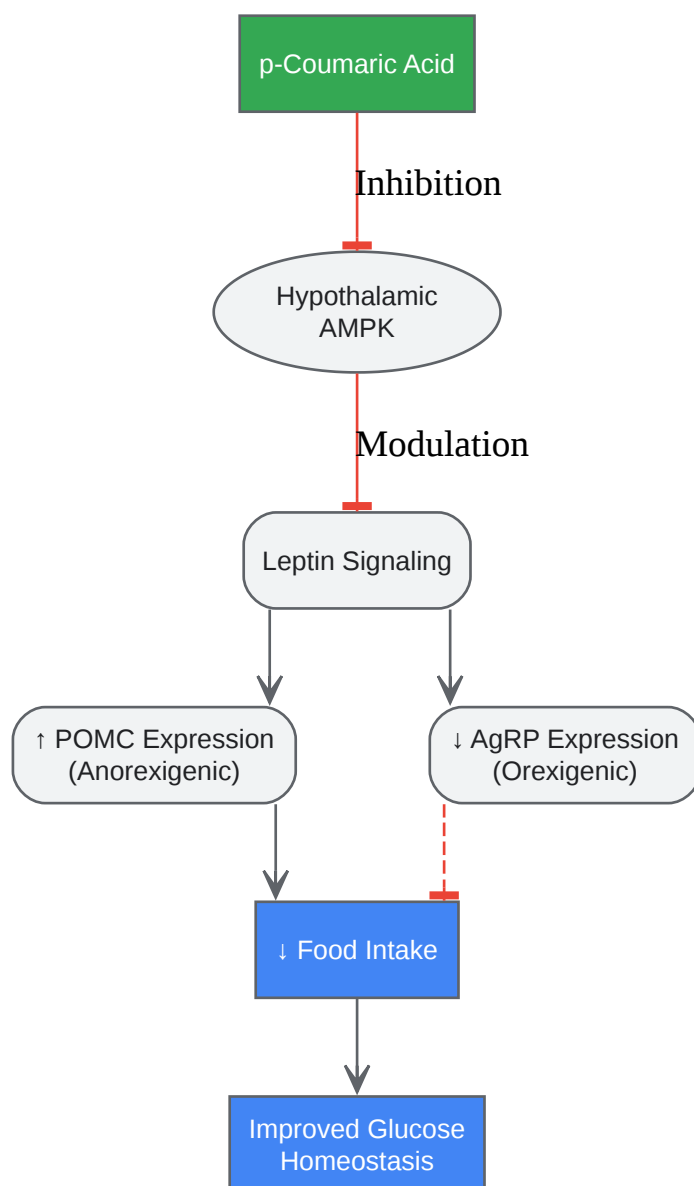 p-Coumaric Acid
Inhibition
Hypothalamic
AMPK
Modulation
Leptin Signaling
↑ POMC Expression
(Anorexigenic)
↓ AgRP Expression
(Orexigenic)
↓ Food Intake
Improved Glucose
Homeostasis